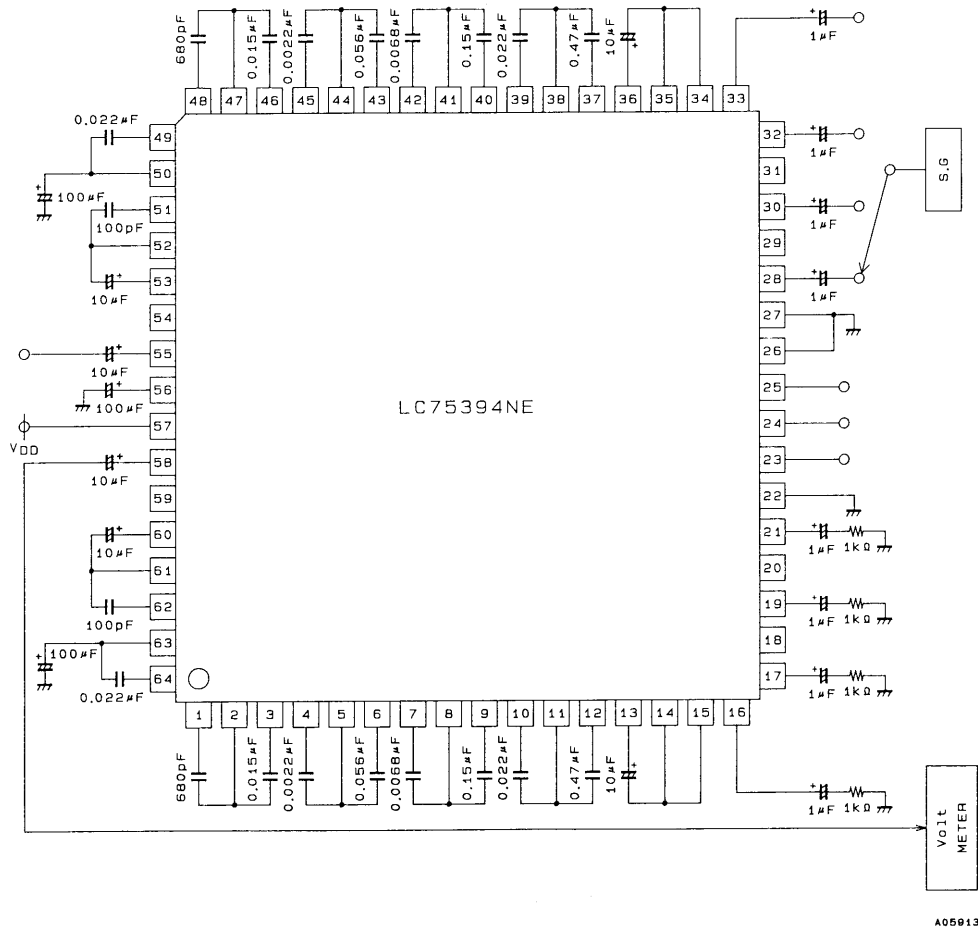 680pF
0.015μF
0.0022μF
0.056μF
0.0068μF
0.15μF
0.022μF
0.47μF
10μF
+
+
1μF
48 47 46 45 44 43 42 41 40 39 38 37 36 35 34 33
0.022μF
49
50
+
100μF
51
100pF
52
53
+
10μF
54
55
+
10μF
56
+
100μF
57
VDD
58
+
10μF
59
60
+
10μF
61
62
100pF
63
+
100μF
64
0.022μF
LC75394NE
32
+
1μF
31
30
+
1μF
29
28
+
1μF
27
26
25
24
23
22
21
+
1μF
1kΩ
20
19
+
1μF
1kΩ
18
17
+
1μF
1kΩ
S.G
1 2 3 4 5 6 7 8 9 10 11 12 13 14 15 16
680pF
0.015μF
0.0022μF
0.056μF
0.0068μF
0.15μF
0.022μF
0.47μF
10μF
+
+
1μF
1kΩ
Volt
METER
A05913